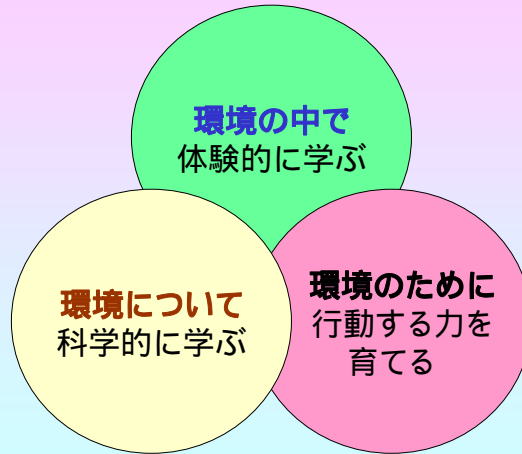 環境の中で
体験的に学ぶ
環境について
科学的に学ぶ
環境のために
行動する力を
育てる